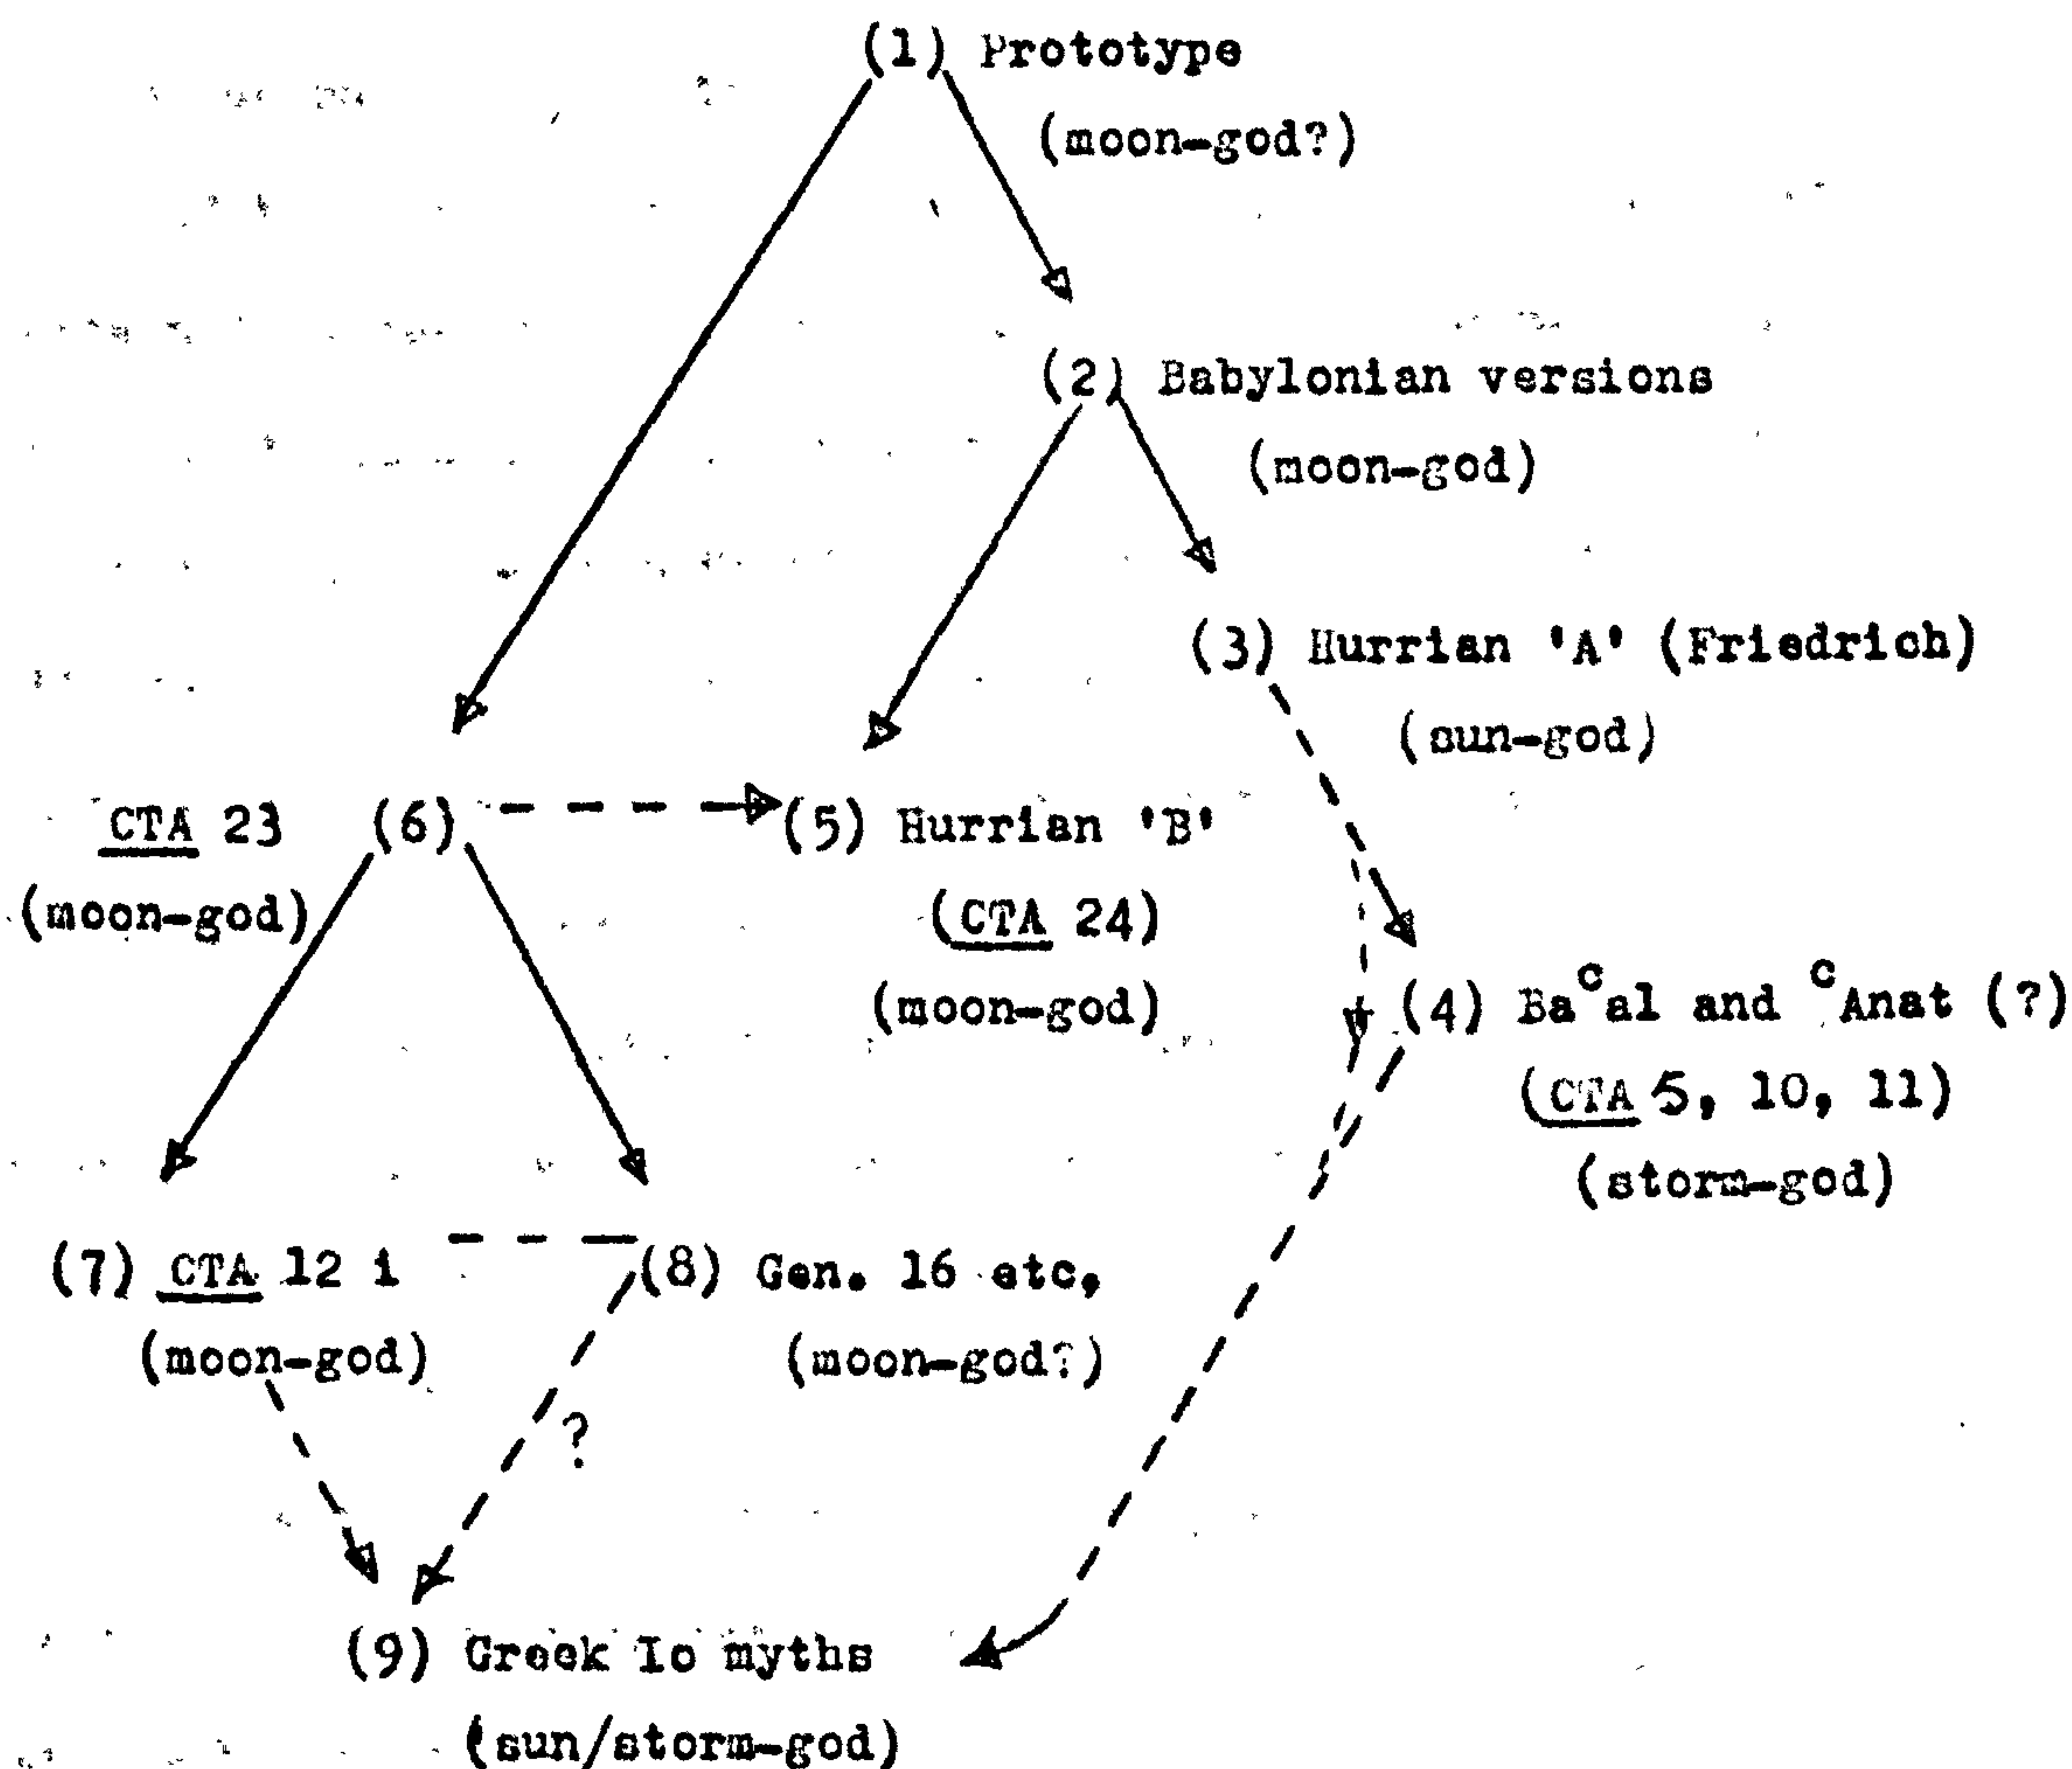 (1) Prototype
(moon-god?)
(2) Babylonian versions
(moon-god)
(3) Hurrian 'A' (Friedrich)
(sun-god)
CTA 23 (6)
(moon-god)
(5) Hurrian 'B'
(CTA 24)
(moon-god)
(4) Baᶜal and ᶜAnat (?)
(CTA 5, 10, 11)
(storm-god)
(7) CTA 12 i
(moon-god)
(8) Gen. 16 etc.
(moon-god?)
?
(9) Greek Io myths
(sun/storm-god)